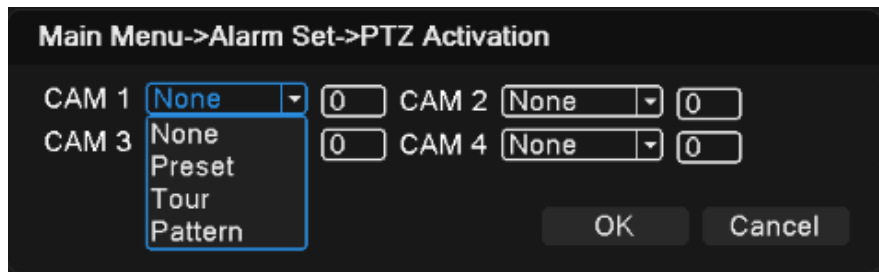 Main Menu->Alarm Set->PTZ Activation
CAM 1 None 0 CAM 2 None 0
CAM 3 None 0 CAM 4 None 0
Preset
Tour
Pattern
OK Cancel